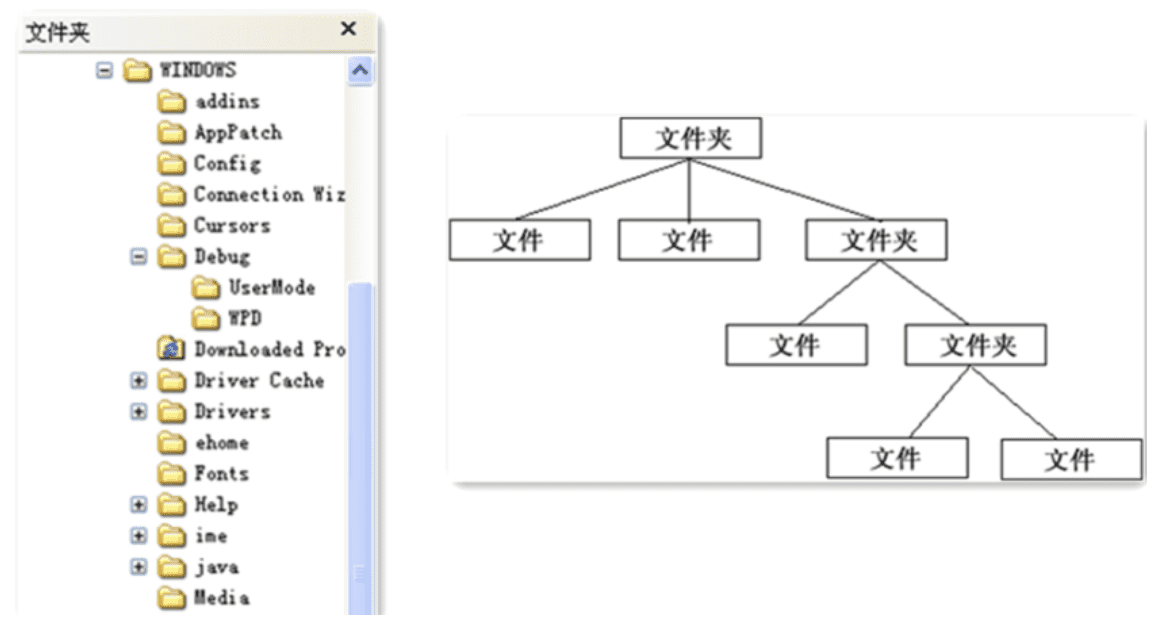 文件夹
WINDOWS
addins
AppPatch
Config
Connection Wiz
Cursors
Debug
UserMode
WPD
Downloaded Pro
Driver Cache
Drivers
ehome
Fonts
Help
ime
java
Media
文件夹
文件 文件 文件夹
文件 文件夹
文件 文件